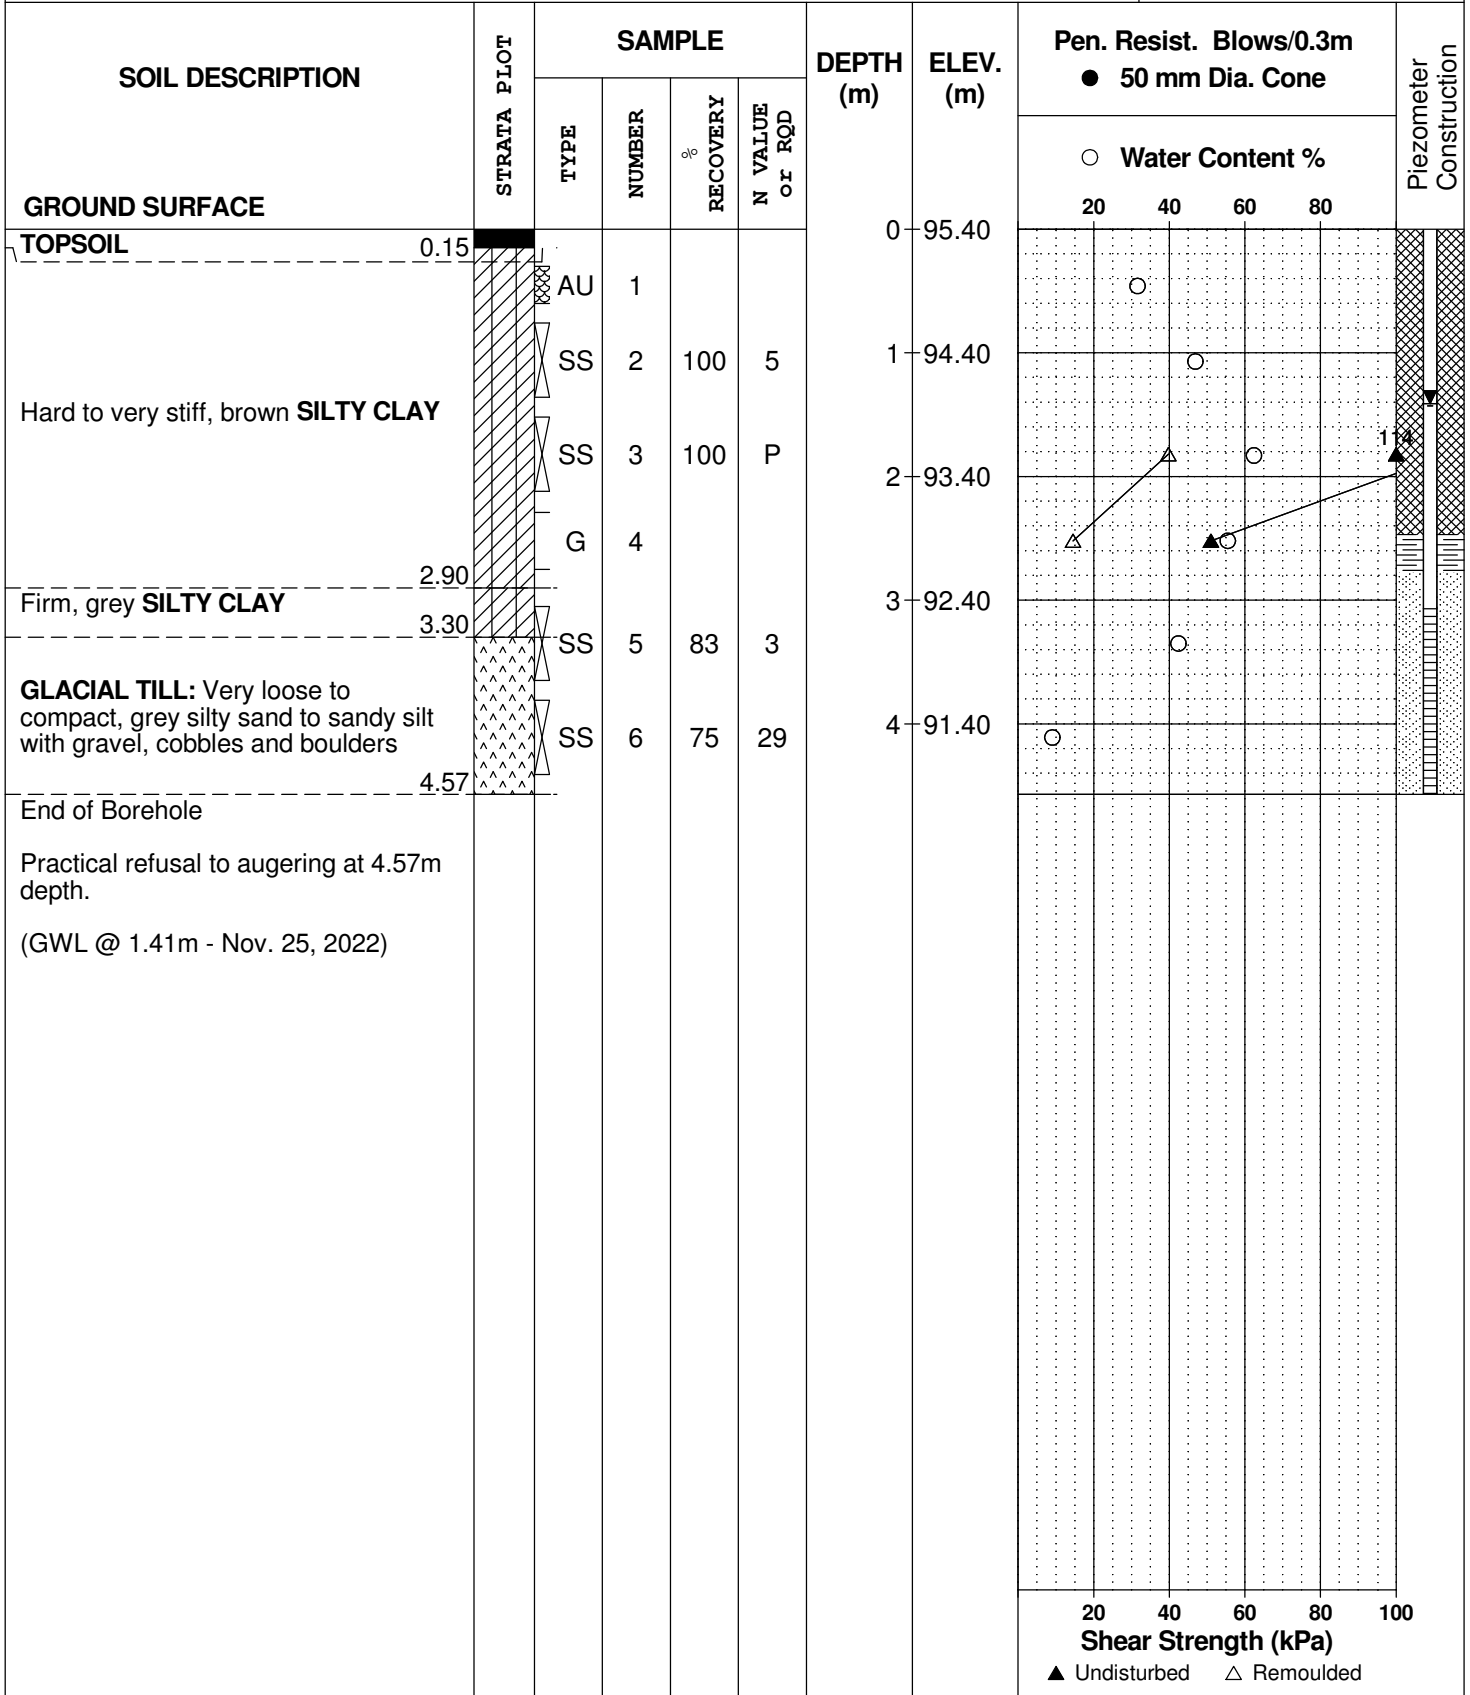 SOIL DESCRIPTION
GROUND SURFACE
STRATA PLOT
SAMPLE
TYPE
NUMBER
%
RECOVERY
N VALUE
or RQD
DEPTH
(m)
ELEV.
(m)
Pen. Resist. Blows/0.3m
● 50 mm Dia. Cone
○ Water Content %
20 40 60 80
Piezometer
Construction
0 95.40
TOPSOIL 0.15
AU 1
SS 2 100 5
1 94.40
Hard to very stiff, brown SILTY CLAY
114
SS 3 100 P
2 93.40
G 4
2.90
Firm, grey SILTY CLAY
3 92.40
3.30
SS 5 83 3
GLACIAL TILL: Very loose to
compact, grey silty sand to sandy silt
with gravel, cobbles and boulders
4 91.40
SS 6 75 29
4.57
End of Borehole
Practical refusal to augering at 4.57m
depth.
(GWL @ 1.41m - Nov. 25, 2022)
20 40 60 80 100
Shear Strength (kPa)
▲ Undisturbed △ Remoulded